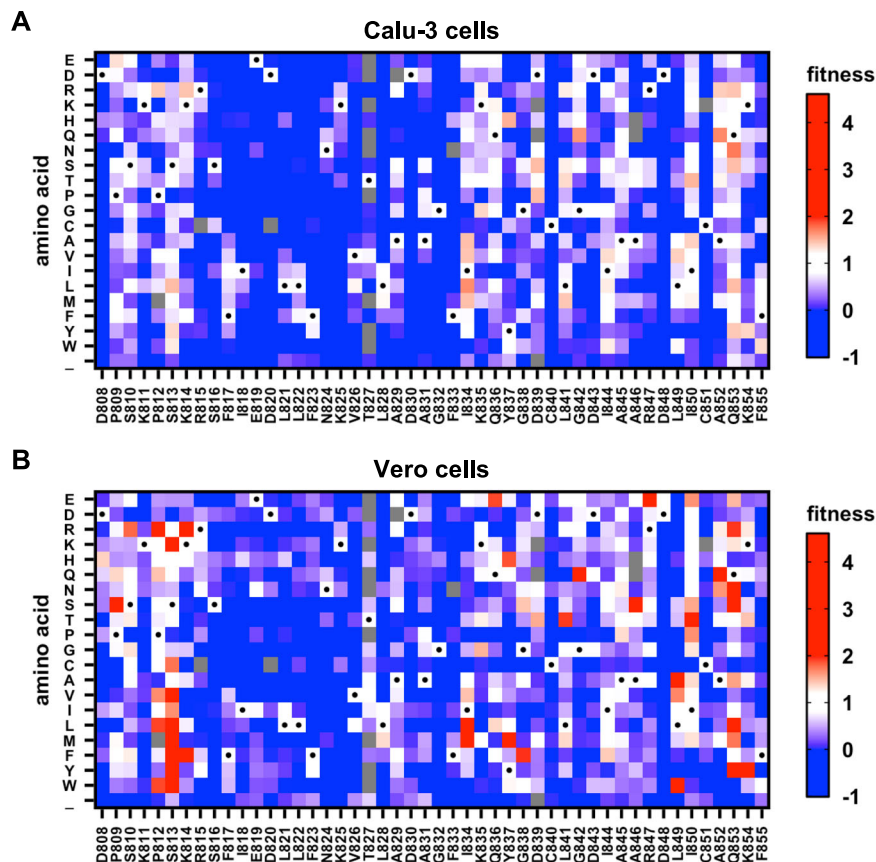 A
Calu-3 cells
amino acid
E
D
R
K
H
Q
N
S
T
P
G
C
A
V
I
L
M
F
Y
W
_
D808 P809 S810 K811 P812 S813 K814 R815 S816 F817 I818 E819 D820 L821 L822 F823 N824 K825 V826 T827 L828 A829 D830 A831 G832 F833 I834 K835 Q836 Y837 G838 D839 C840 L841 G842 D843 I844 A845 A846 R847 D848 L849 I850 C851 A852 Q853 K854 F855
fitness
4
3
2
1
0
-1
B
Vero cells
amino acid
E
D
R
K
H
Q
N
S
T
P
G
C
A
V
I
L
M
F
Y
W
_
D808 P809 S810 K811 P812 S813 K814 R815 S816 F817 I818 E819 D820 L821 L822 F823 N824 K825 V826 T827 L828 A829 D830 A831 G832 F833 I834 K835 Q836 Y837 G838 D839 C840 L841 G842 D843 I844 A845 A846 R847 D848 L849 I850 C851 A852 Q853 K854 F855
fitness
4
3
2
1
0
-1